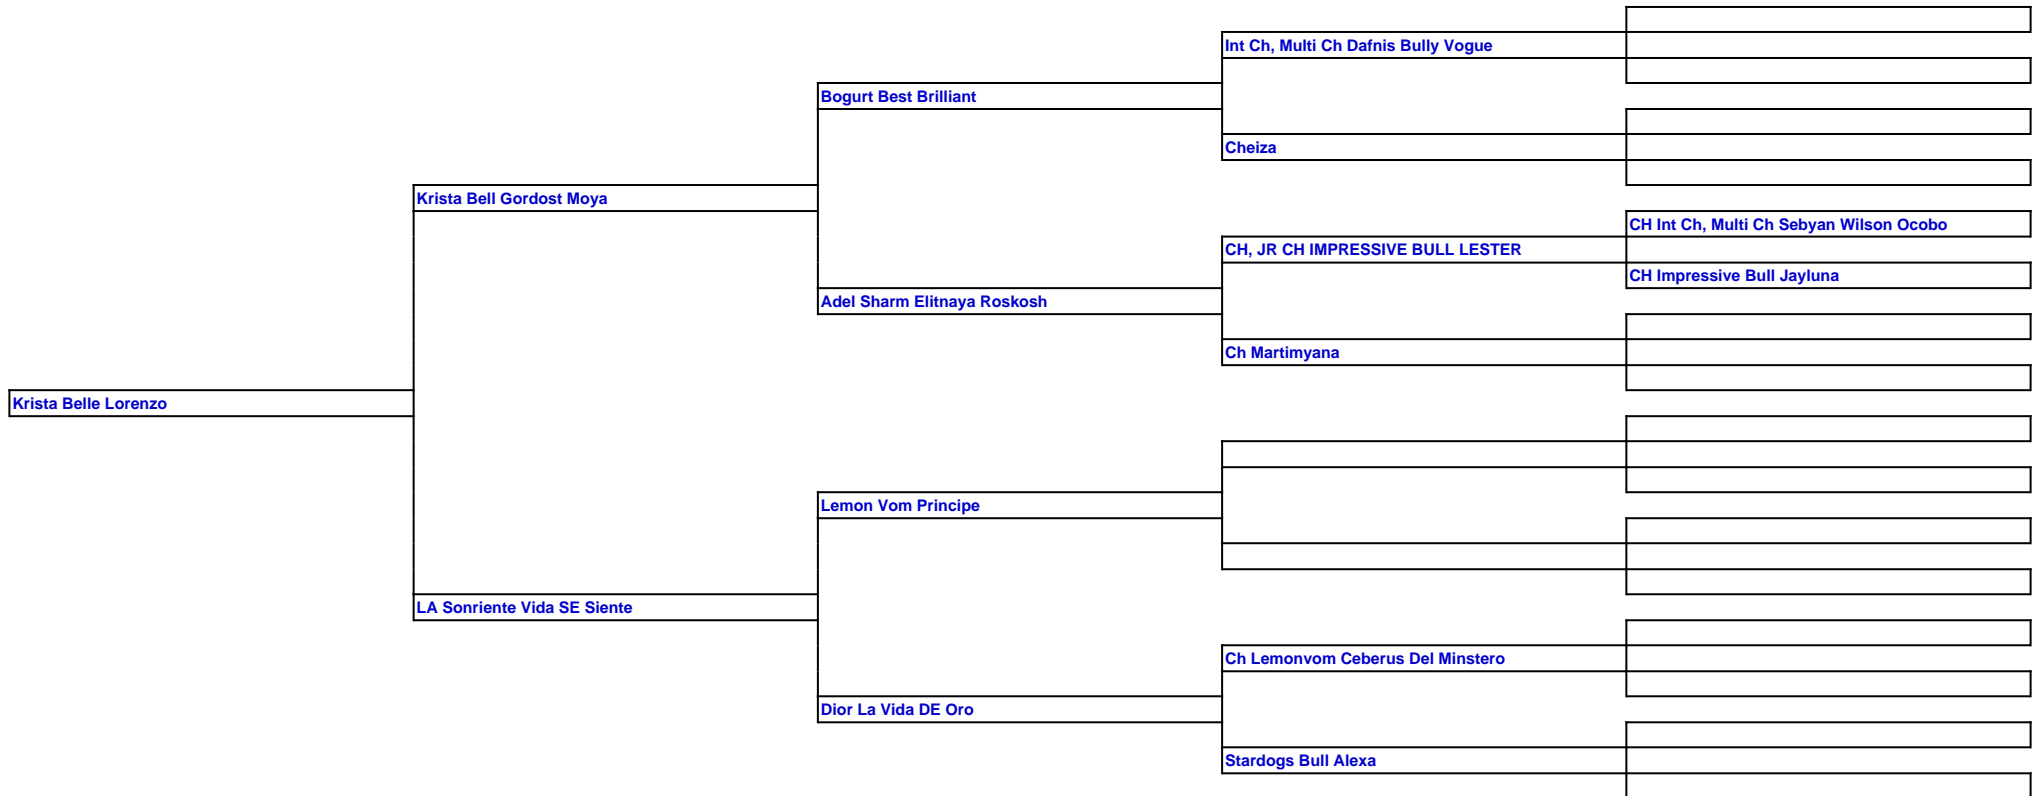 Int Ch, Multi Ch Dafnis Bully Vogue
Bogurt Best Brilliant
Cheiza
Krista Bell Gordost Moya
CH Int Ch, Multi Ch Sebyan Wilson Ocobo
CH, JR CH IMPRESSIVE BULL LESTER
CH Impressive Bull Jayluna
Adel Sharm Elitnaya Roskosh
Ch Martimyana
Krista Belle Lorenzo
Lemon Vom Principe
LA Sonriente Vida SE Siente
Ch Lemonvom Ceberus Del Minstero
Dior La Vida DE Oro
Stardogs Bull Alexa